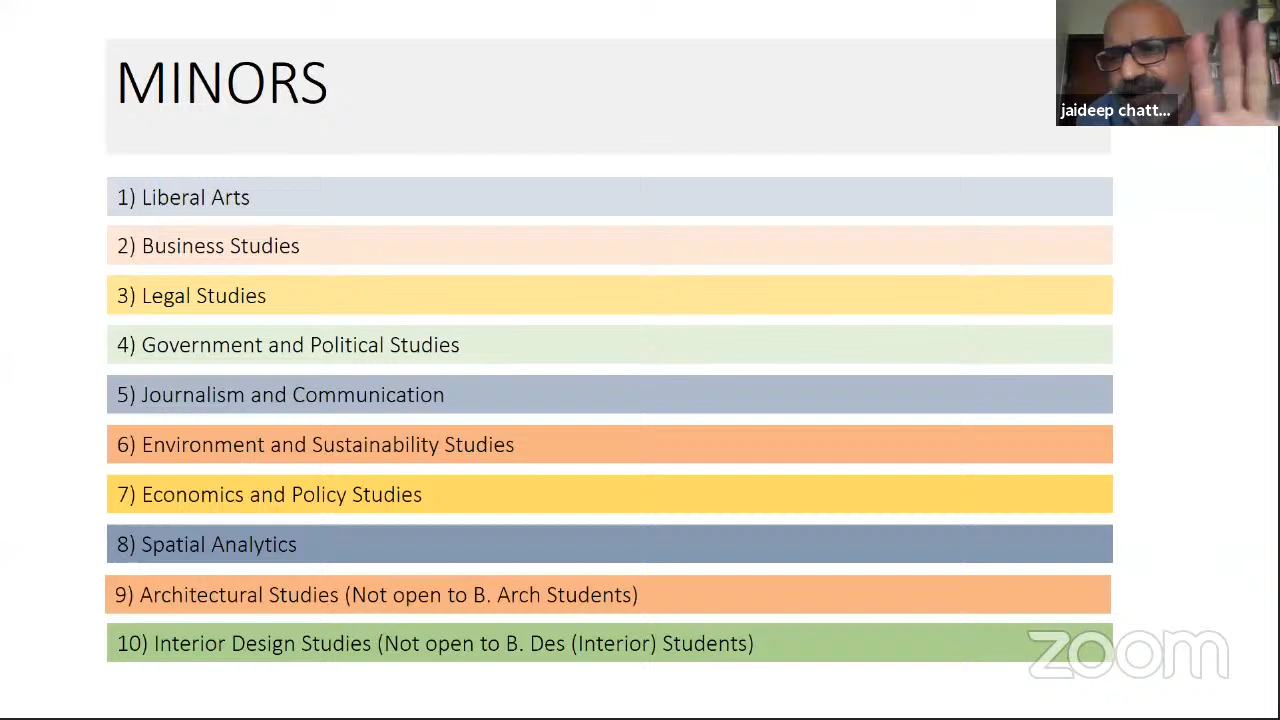 MINORS
jaideep chatt...
1) Liberal Arts
2) Business Studies
3) Legal Studies
4) Government and Political Studies
5) Journalism and Communication
6) Environment and Sustainability Studies
7) Economics and Policy Studies
8) Spatial Analytics
9) Architectural Studies (Not open to B. Arch Students)
10) Interior Design Studies (Not open to B. Des (Interior) Students)
zoom